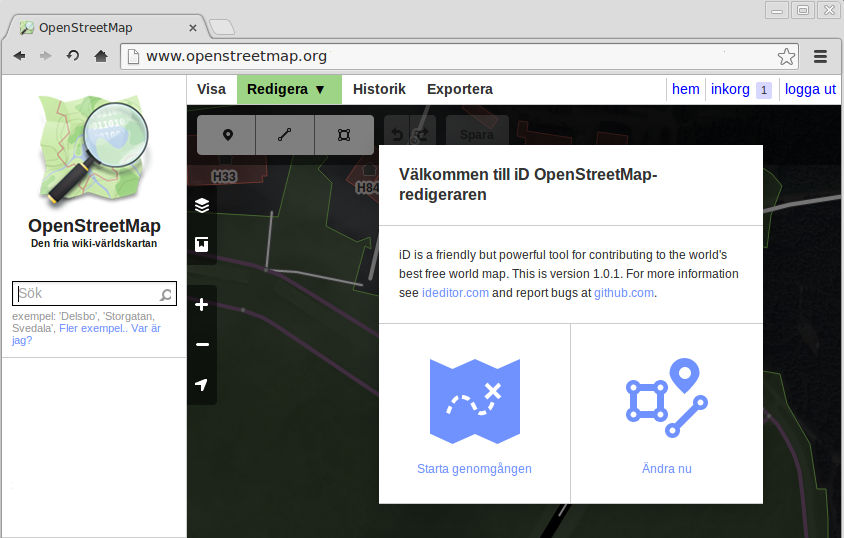 OpenStreetMap
www.openstreetmap.org
Visa Redigera ▼ Historik Exportera hem inkorg 1 logga ut
Spara
H33
H84
OpenStreetMap
Den fria wiki-världskartan
Sök
exempel: 'Delsbo', 'Storgatan,
Svedala', Fler exempel.. Var är
jag?
Välkommen till iD OpenStreetMap-
redigeraren
iD is a friendly but powerful tool for contributing to the world's
best free world map. This is version 1.0.1. For more information
see ideditor.com and report bugs at github.com.
Starta genomgången
Ändra nu